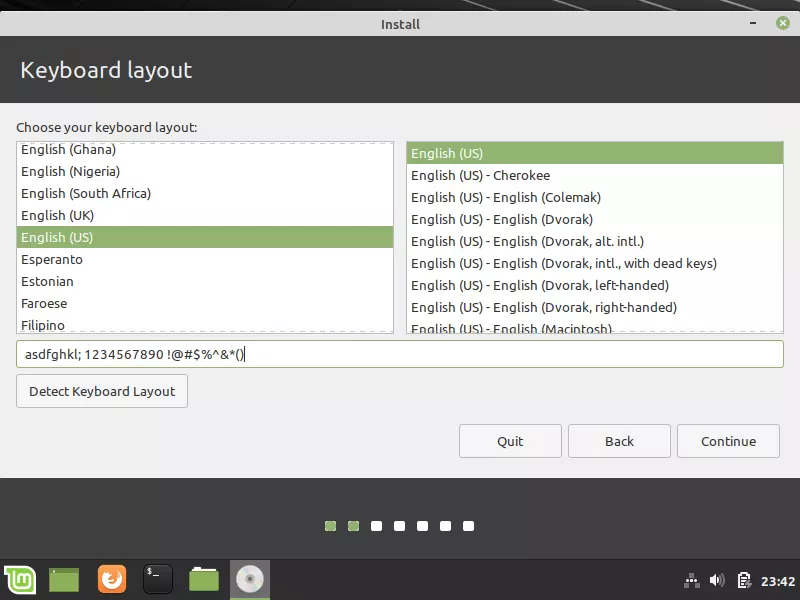 Install
Keyboard layout
Choose your keyboard layout:
English (Ghana)
English (Nigeria)
English (South Africa)
English (UK)
English (US)
Esperanto
Estonian
Faroese
Filipino
English (US)
English (US) - Cherokee
English (US) - English (Colemak)
English (US) - English (Dvorak)
English (US) - English (Dvorak, alt. intl.)
English (US) - English (Dvorak, intl., with dead keys)
English (US) - English (Dvorak, left-handed)
English (US) - English (Dvorak, right-handed)
English (US) - English (Macintosh)
asdfghkl; 1234567890 !@#$%^&*()
Detect Keyboard Layout
Quit
Back
Continue
$_
23:42